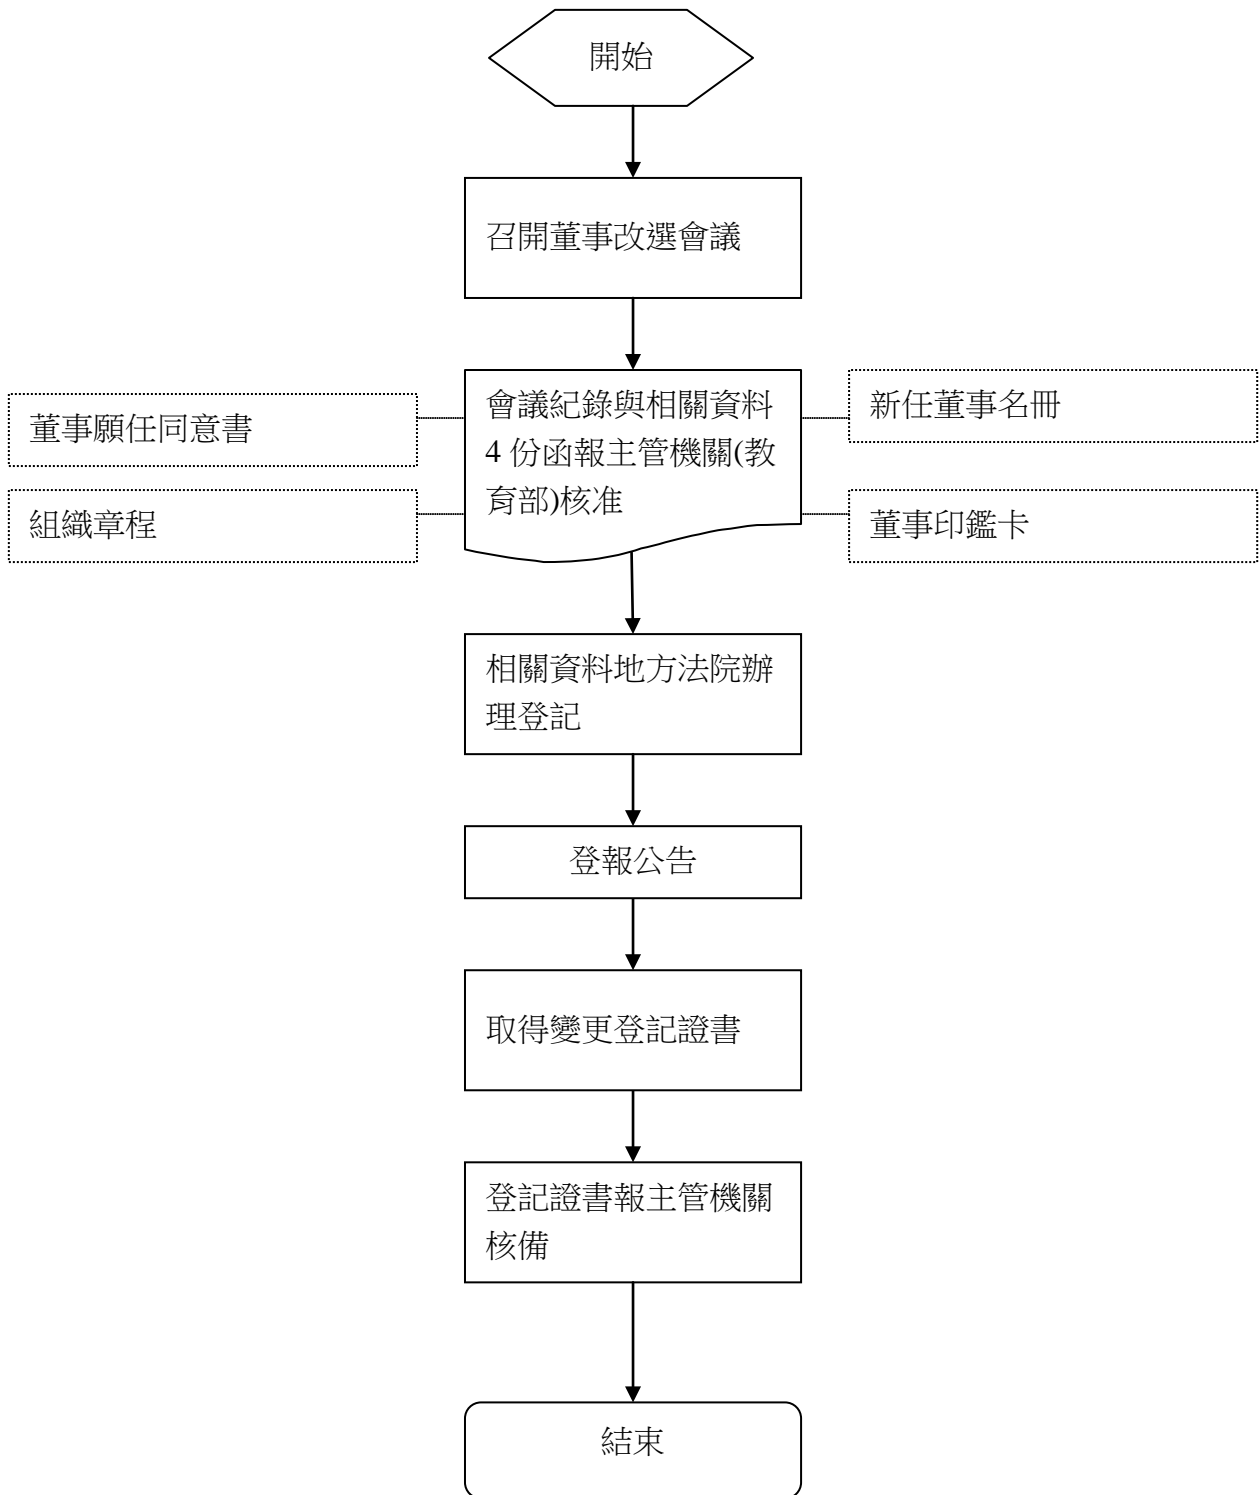 開始
召開董事改選會議
董事願任同意書
組織章程
會議紀錄與相關資料
4 份函報主管機關(教
育部)核准
新任董事名冊
董事印鑑卡
相關資料地方法院辦
理登記
登報公告
取得變更登記證書
登記證書報主管機關
核備
結束